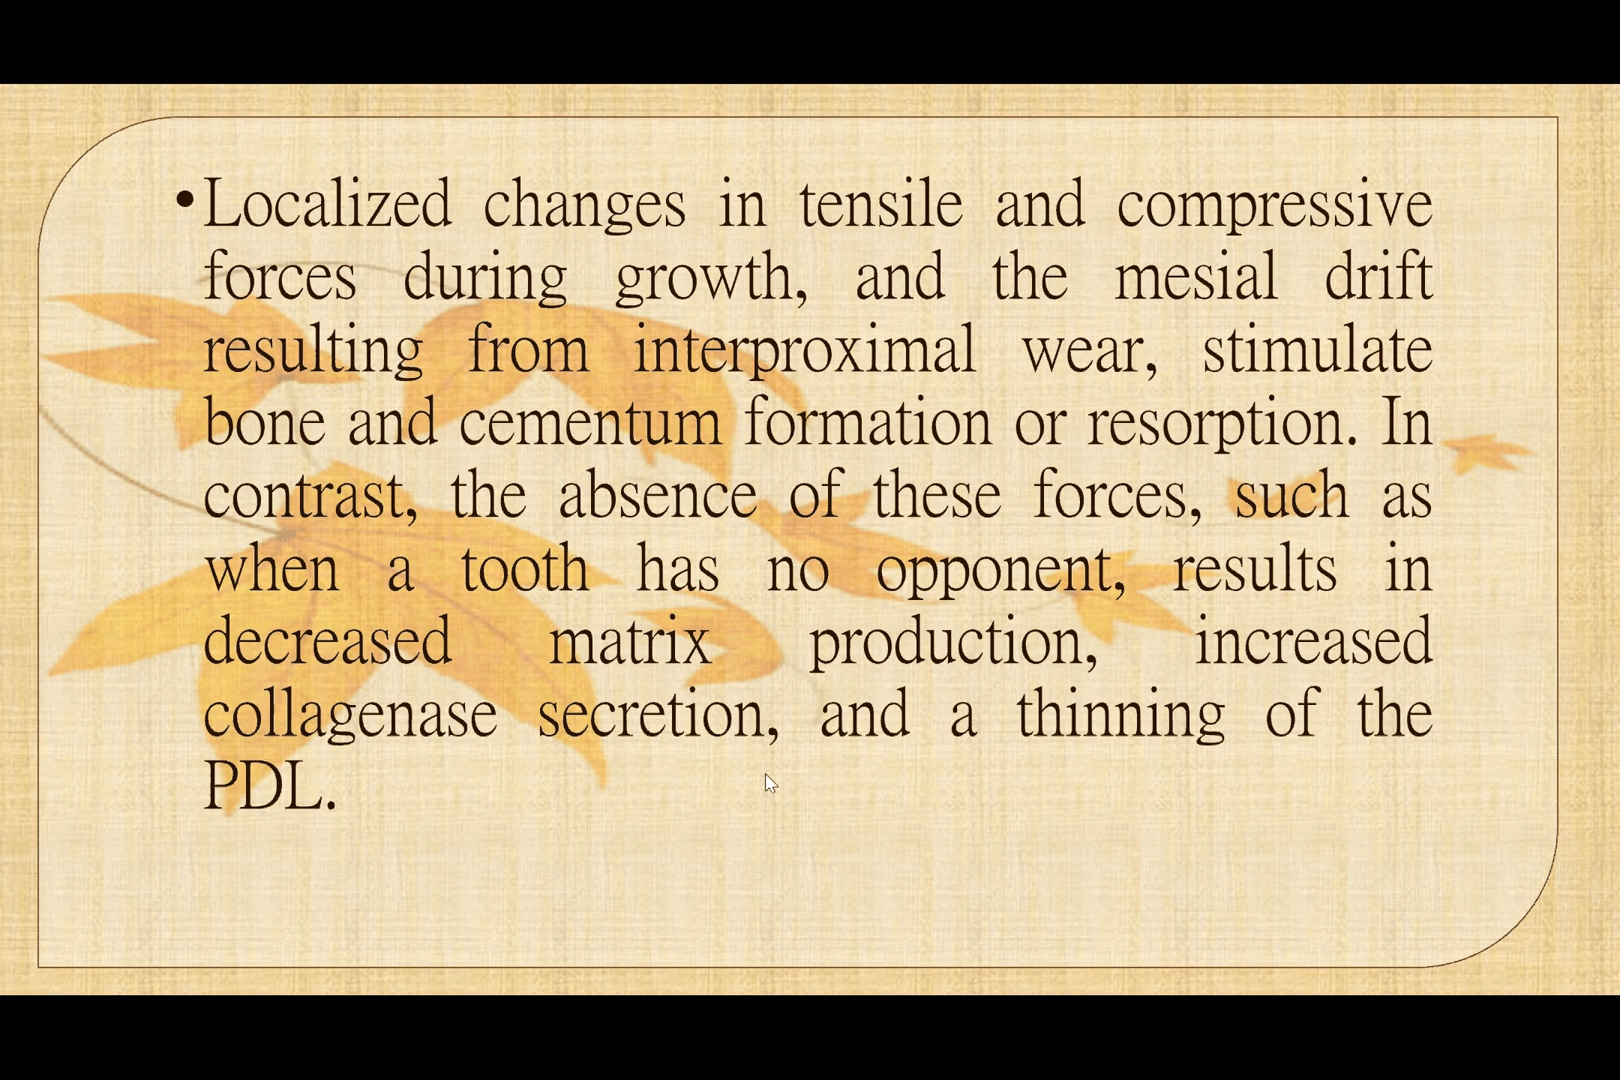 •Localized changes in tensile and compressive
forces during growth, and the mesial drift
resulting from interproximal wear, stimulate
bone and cementum formation or resorption. In
contrast, the absence of these forces, such as
when a tooth has no opponent, results in
decreased matrix production, increased
collagenase secretion, and a thinning of the
PDL.